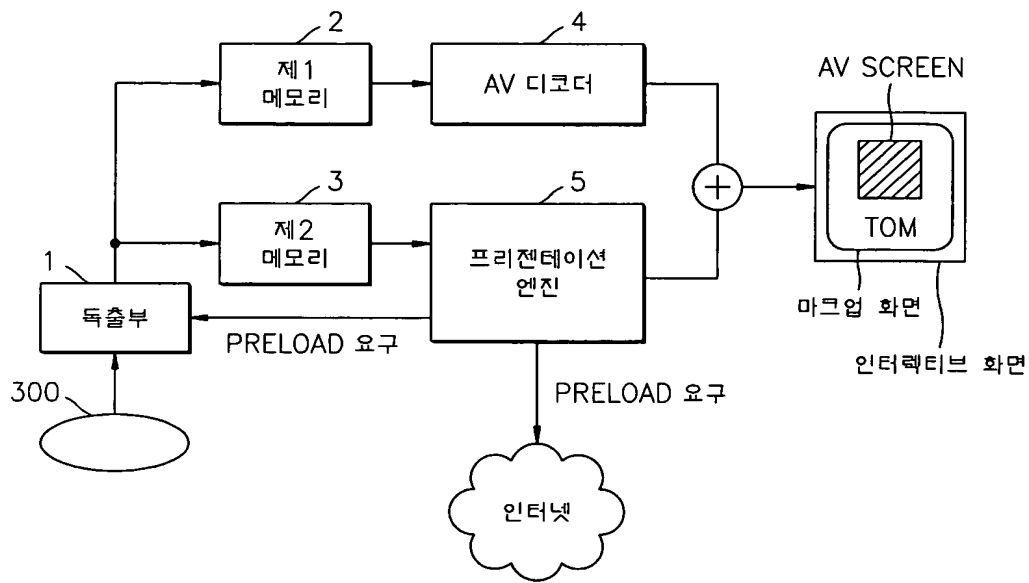 2
제1
메모리
4
AV 디코더
AV SCREEN
TOM
마크업 화면
인터렉티브 화면
3
제2
메모리
5
프리젠테이션
엔진
1
독출부
PRELOAD 요구
300
PRELOAD 요구
인터넷